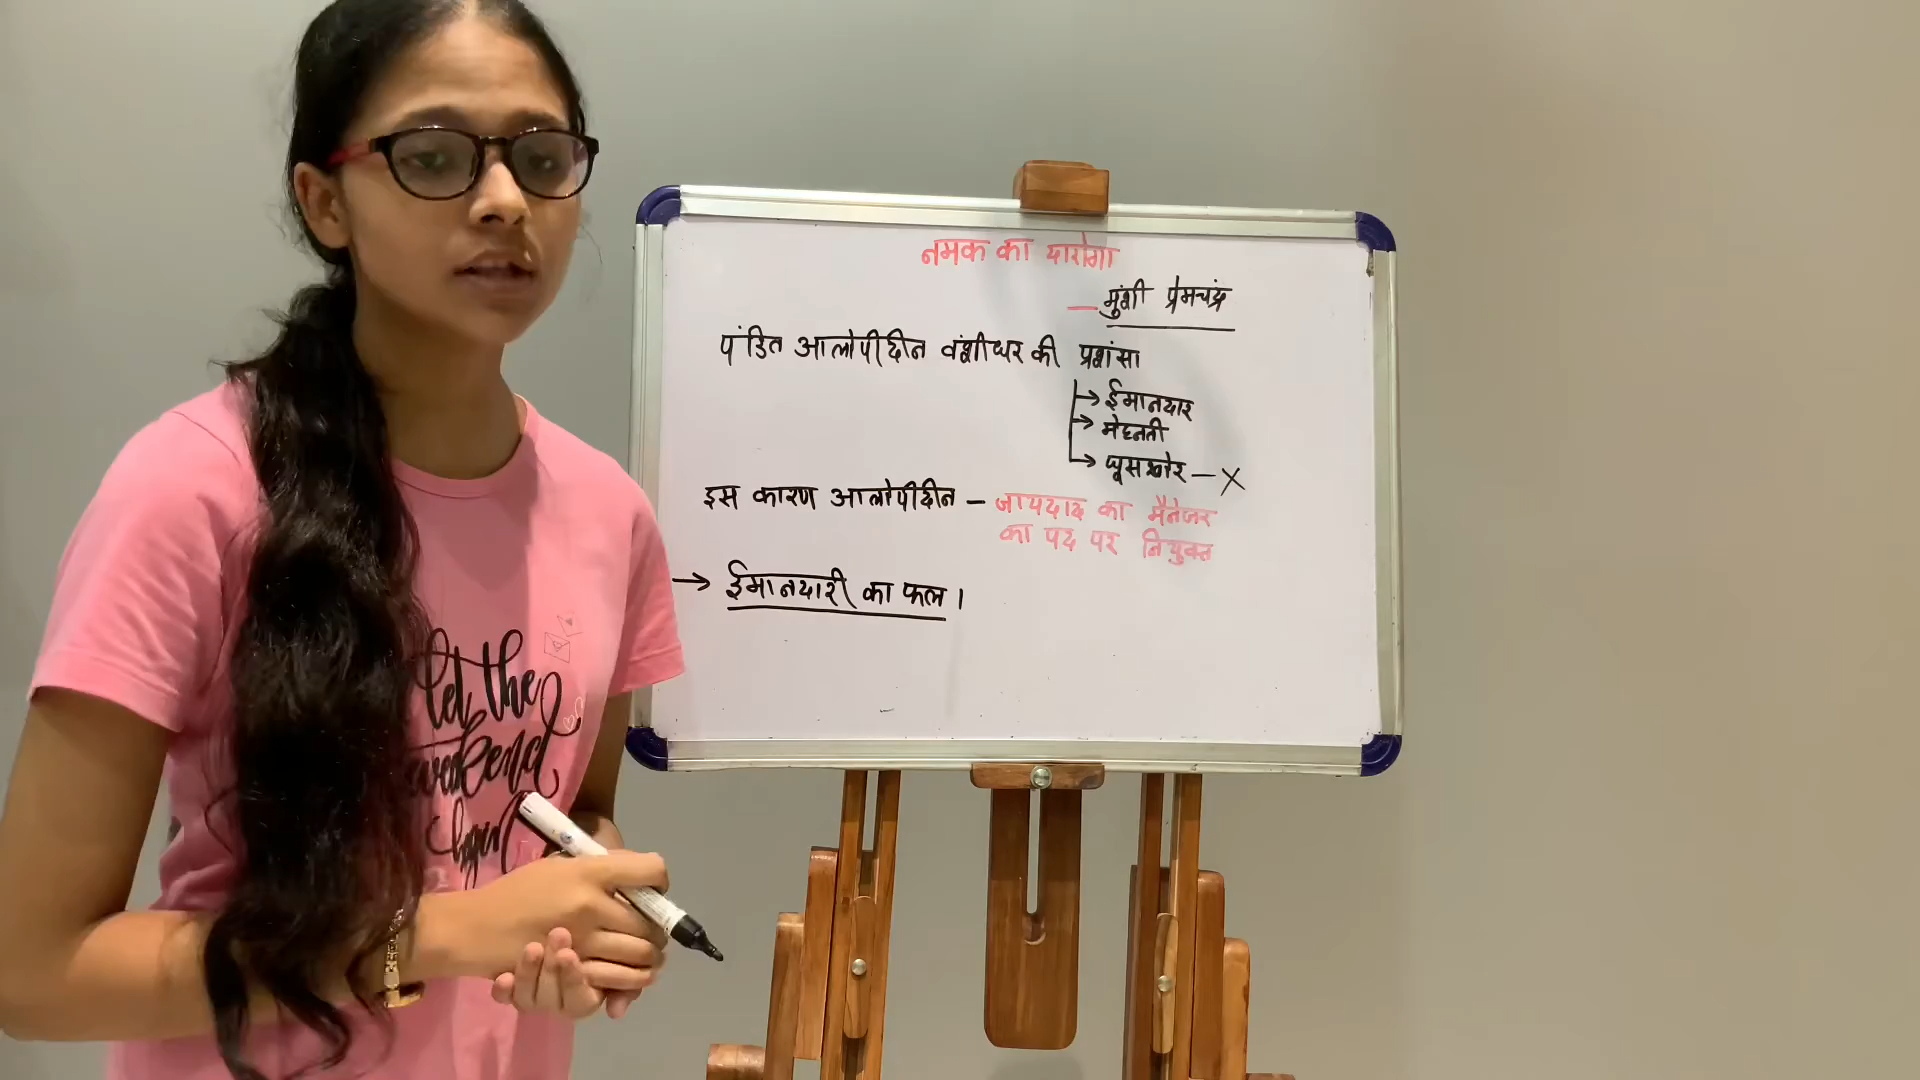 नमक का दारोगा
— मुंशी प्रेमचंद्र
पंडित आलोपीदीन वंशीधर की प्रशंसा
→ ईमानदार
→ मेहनती
→ घूसखोर — X
इस कारण आलोपीदीन — जायदाद का मैनेजर
का पद पर नियुक्त
→ ईमानदारी का फल ।
let the
weekend
begin